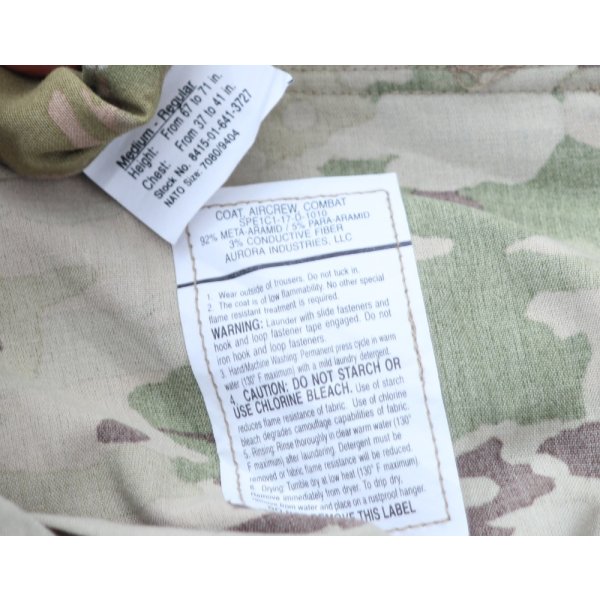 Medium - Regular
Height: From 67 to 71 in.
Chest: From 37 to 41 in.
Stock No. 8415-01-641-3727
NATO Size: 7080/9404
COAT, AIRCREW, COMBAT
SPE1C1-17-D-1010
92% META-ARAMID / 5% PARA-ARAMID
3% CONDUCTIVE FIBER
AURORA INDUSTRIES, LLC
1. Wear outside of trousers. Do not tuck in.
2. The coat is of low flammability. No other special
flame resistant treatment is required.
WARNING: Launder with slide fasteners and
hook and loop fastener tape engaged. Do not
iron hook and loop fasteners.
3. Hand/Machine Washing: Permanent press cycle in warm
water (130° F maximum) with a mild laundry detergent.
4. CAUTION: DO NOT STARCH OR
USE CHLORINE BLEACH. Use of starch
reduces flame resistance of fabric. Use of chlorine
bleach degrades camouflage capabilities of fabric.
5. Rinsing: Rinse thoroughly in clear warm water (130°
F maximum) after laundering. Detergent must be
removed or fabric flame resistance will be reduced.
6. Drying: Tumble dry at low heat (130° F maximum)
Remove immediately from dryer. To drip dry,
from water and place on a rustproof hanger.
REMOVE THIS LABEL